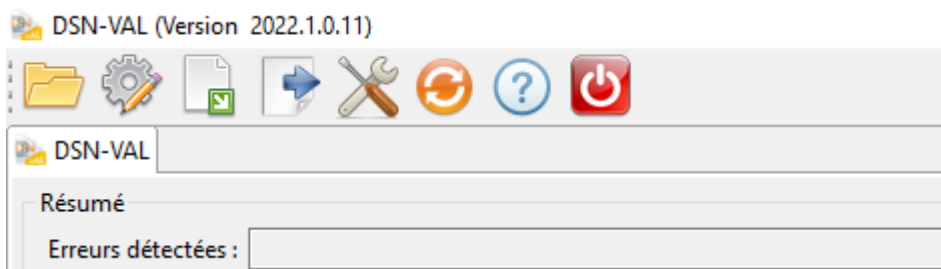 DSN-VAL (Version 2022.1.0.11)
DSN-VAL
Résumé
Erreurs détectées :